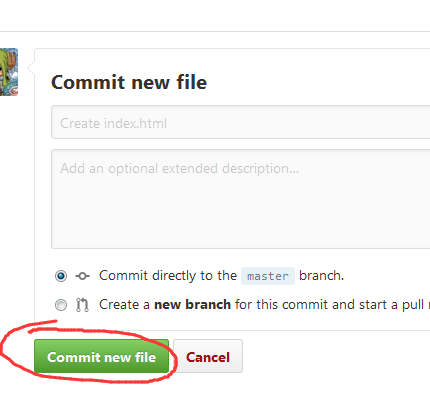 Commit new file
Create index.html
Add an optional extended description...
Commit directly to the master branch.
Create a new branch for this commit and start a pull
Commit new file
Cancel